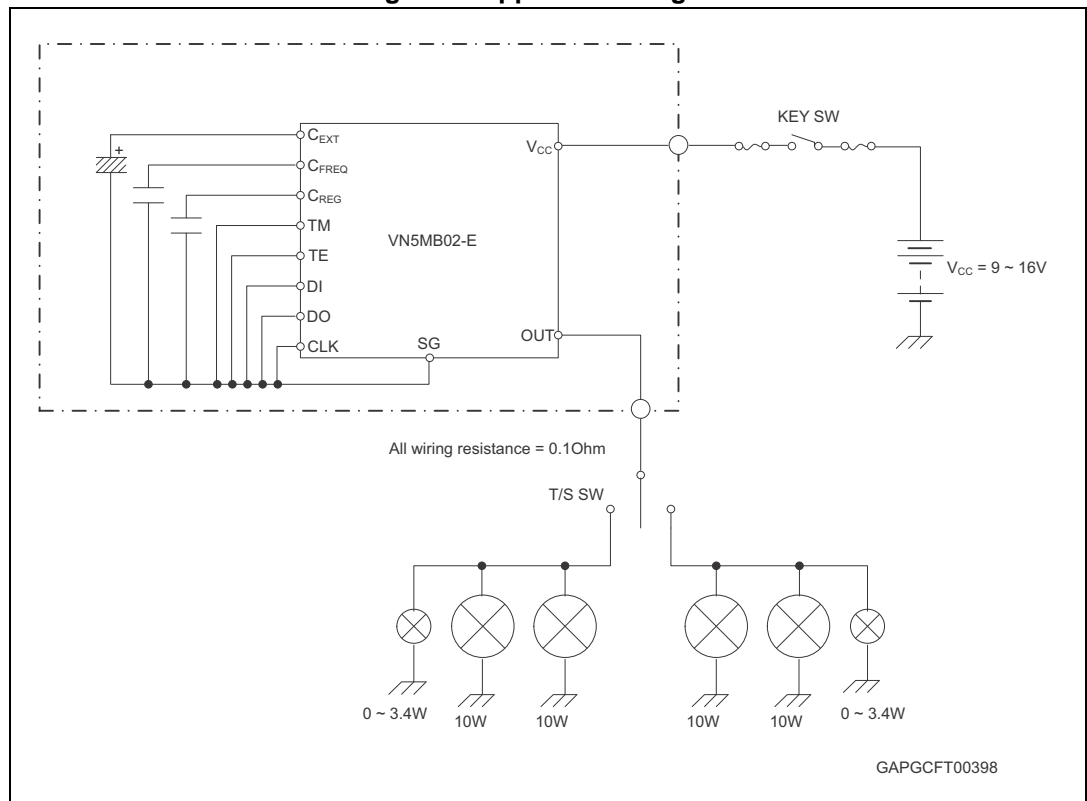 KEY SW
C_EXT
V_CC
C_FREQ
C_REG
TM
VN5MB02-E
TE
V_CC = 9 ~ 16V
DI
DO
OUT
CLK
SG
All wiring resistance = 0.1Ohm
T/S SW
0 ~ 3.4W
10W
10W
10W
10W
0 ~ 3.4W
GAPGCFT00398
+